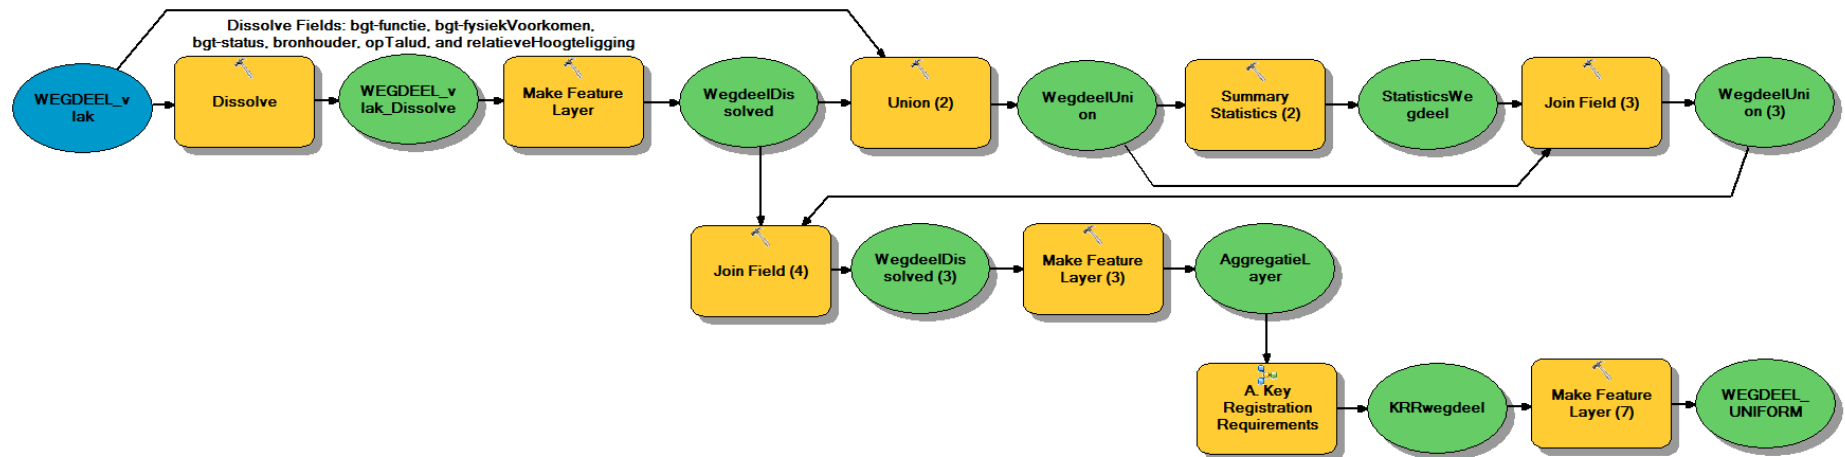 Dissolve Fields: bgt-functie, bgt-fysiekVoorkomen,
bgt-status, bronhouder, opTalud, and relatieveHoogteligging
WEGDEEL_v
lak
Dissolve
WEGDEEL_v
lak_Dissolve
Make Feature
Layer
WegdeelDis
solved
Union (2)
WegdeelUni
on
Summary
Statistics (2)
StatisticsWe
gdeel
Join Field (3)
WegdeelUni
on (3)
Join Field (4)
WegdeelDis
solved (3)
Make Feature
Layer (3)
AggregatieL
ayer
A. Key
Registration
Requirements
KRRwegdeel
Make Feature
Layer (7)
WEGDEEL_
UNIFORM